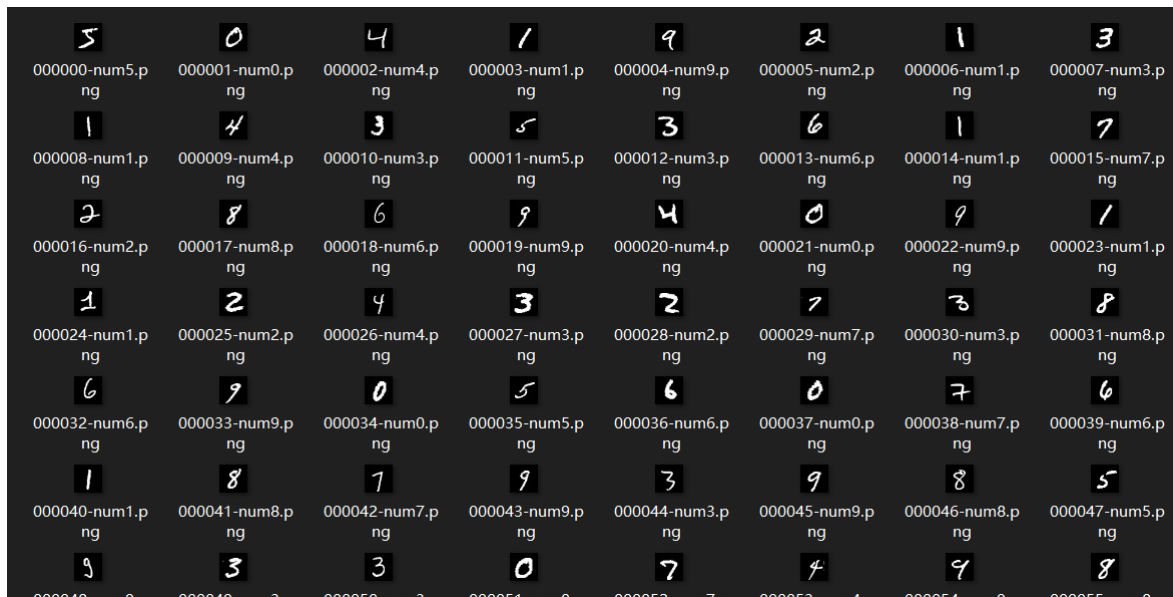 5 0 4 1 9 2 1 3
000000-num5.p 000001-num0.p 000002-num4.p 000003-num1.p 000004-num9.p 000005-num2.p 000006-num1.p 000007-num3.p
ng ng ng ng ng ng ng ng
1 4 3 5 3 6 1 7
000008-num1.p 000009-num4.p 000010-num3.p 000011-num5.p 000012-num3.p 000013-num6.p 000014-num1.p 000015-num7.p
ng ng ng ng ng ng ng ng
2 8 6 9 4 0 9 1
000016-num2.p 000017-num8.p 000018-num6.p 000019-num9.p 000020-num4.p 000021-num0.p 000022-num9.p 000023-num1.p
ng ng ng ng ng ng ng ng
1 2 4 3 2 7 3 8
000024-num1.p 000025-num2.p 000026-num4.p 000027-num3.p 000028-num2.p 000029-num7.p 000030-num3.p 000031-num8.p
ng ng ng ng ng ng ng ng
6 9 0 5 6 0 7 6
000032-num6.p 000033-num9.p 000034-num0.p 000035-num5.p 000036-num6.p 000037-num0.p 000038-num7.p 000039-num6.p
ng ng ng ng ng ng ng ng
1 8 7 9 3 9 8 5
000040-num1.p 000041-num8.p 000042-num7.p 000043-num9.p 000044-num3.p 000045-num9.p 000046-num8.p 000047-num5.p
ng ng ng ng ng ng ng ng
9 3 3 0 7 4 9 8